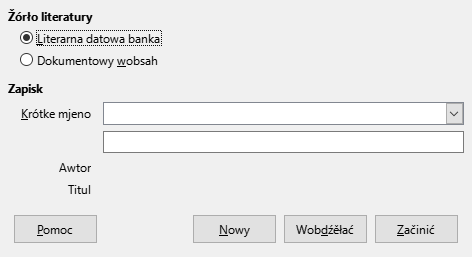 Žórło literatury
Literarna datowa banka
Dokumentowy wobsah
Zapisk
Krótke mjeno
Awtor
Titul
Pomoc
Nowy
Wobdźěłać
Začinić